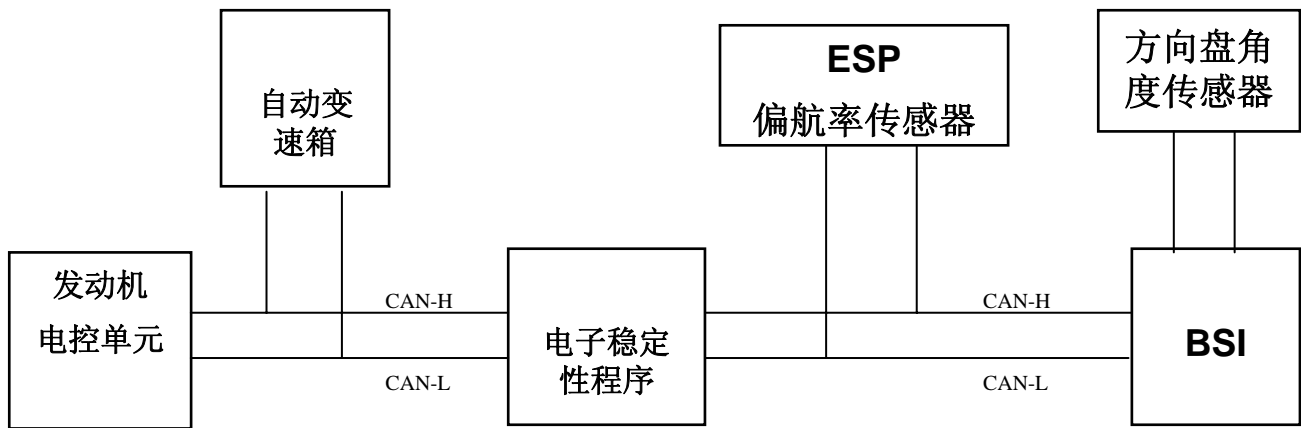 自动变
速箱
ESP
偏航率传感器
方向盘角
度传感器
发动机
电控单元
CAN-H
CAN-L
电子稳定
性程序
CAN-H
CAN-L
BSI